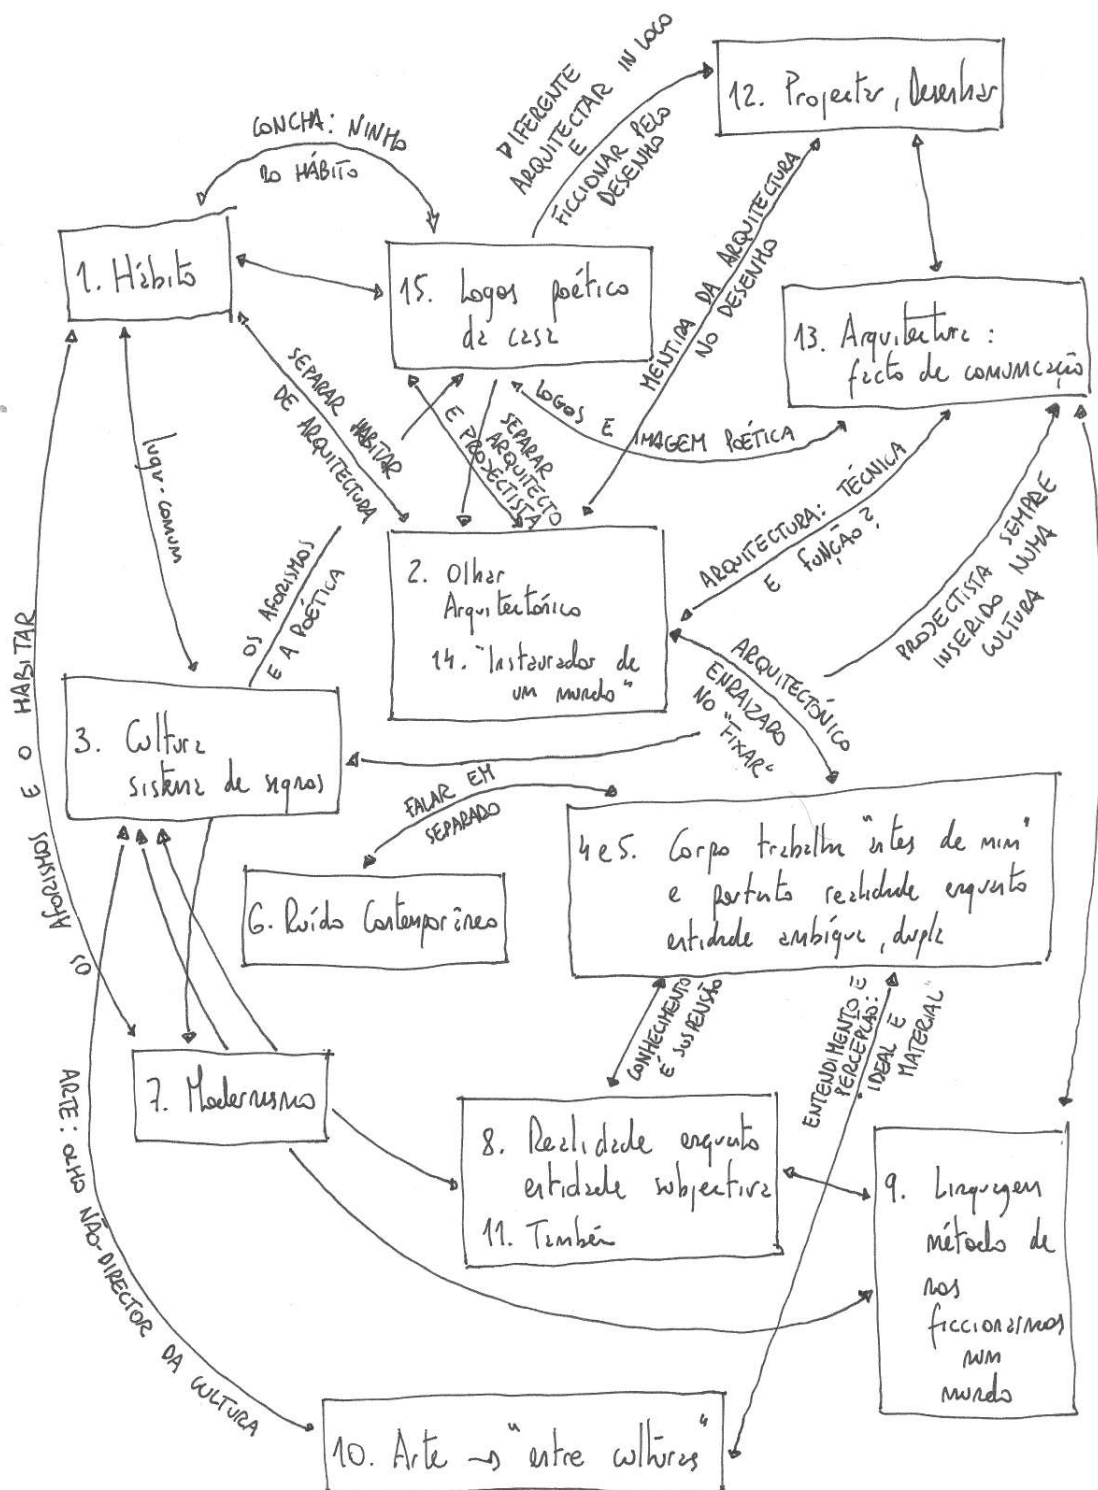 12. Projectar, Desenhar
DIFERENTE
ARQUITECTAR IN LOCO
E
FICCIONAR PELO
DESENHO
CONCHA: NINHO
DO HÁBITO
1. Hábito
15. Logos poético
da casa
MENTIRA DA ARQUITECTURA
NO DESENHO
13. Arquitectura:
facto de comunicação
SEPARAR HABITAR
DE ARQUITECTURA
SEPARAR
ARQUITECTO
E PROJECTISTA
LOGOS E IMAGEM POÉTICA
lugar-comum
ARQUITECTURA: TÉCNICA
E FUNÇÃO?
PROJECTISTA SEMPRE
INSERIDO NUMA
CULTURA
OS AFORISMOS
E A POÉTICA
2. Olhar
Arquitectónico
14. "Instaurador de
um mundo"
ARQUITECTÓNICO
ENRAIZADO
NO "FIXAR"
OS AFORISMOS E O HABITAR
3. Cultura
sistema de signos
FALAR EM
SEPARADO
4 e 5. Corpo trabalha "antes de mim"
e portanto realidade enquanto
entidade ambígua, dupla
6. Ruído Contemporâneo
CONHECIMENTO
É SUSPENSÃO
ENTENDIMENTO E
PERCEPÇÃO:
"IDEAL E
MATERIAL"
7. Modernismo
8. Realidade enquanto
entidade subjectiva
11. Também
9. Linguagem
método de
nos
ficcionarmos
num
mundo
ARTE: OLHO NÃO-DIRECTOR DA CULTURA
10. Arte → "entre culturas"